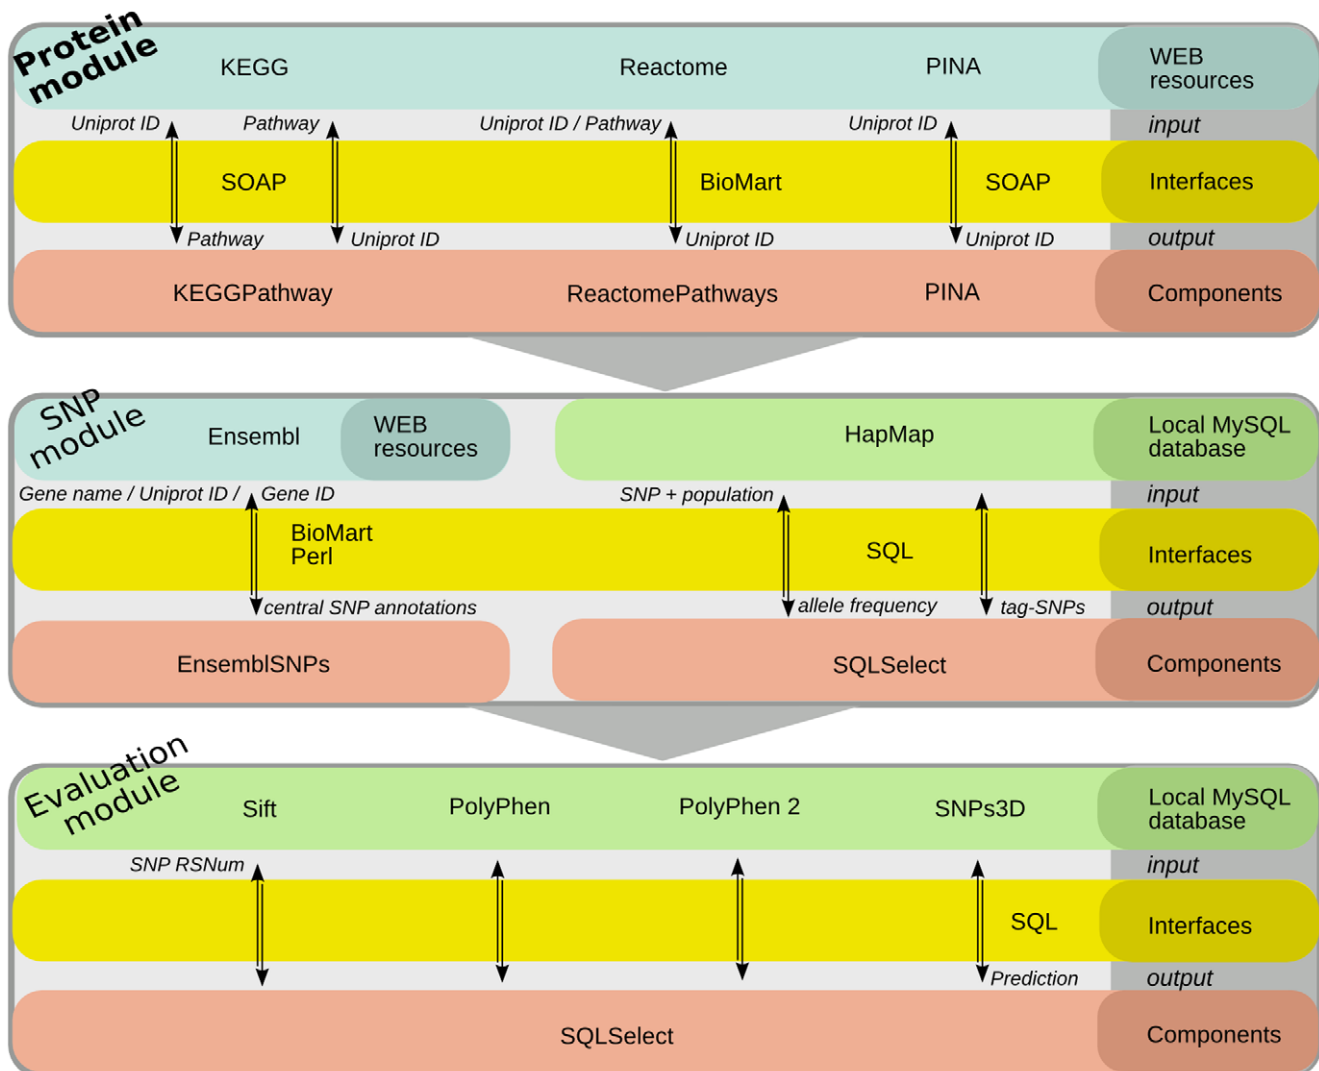 Protein
module
KEGG
Reactome
PINA
WEB
resources
Uniprot ID
Pathway
Uniprot ID / Pathway
Uniprot ID
input
SOAP
BioMart
SOAP
Interfaces
Pathway
Uniprot ID
Uniprot ID
Uniprot ID
output
KEGGPathway
ReactomePathways
PINA
Components
SNP
module
Ensembl
WEB
resources
HapMap
Local MySQL
database
Gene name / Uniprot ID / Gene ID
SNP + population
input
BioMart
Perl
SQL
Interfaces
central SNP annotations
allele frequency
tag-SNPs
output
EnsemblSNPs
SQLSelect
Components
Evaluation
module
Sift
PolyPhen
PolyPhen 2
SNPs3D
Local MySQL
database
SNP RSNum
input
SQL
Interfaces
Prediction
output
SQLSelect
Components